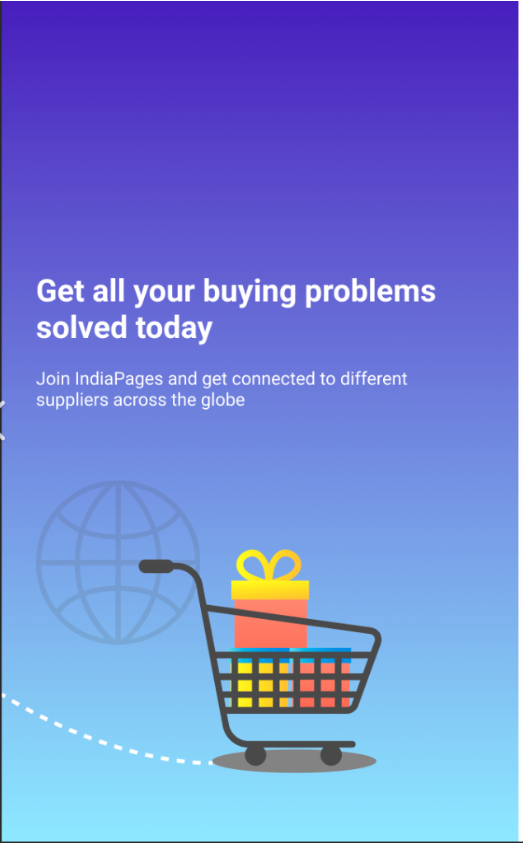 Get all your buying problems
solved today
Join IndiaPages and get connected to different
suppliers across the globe